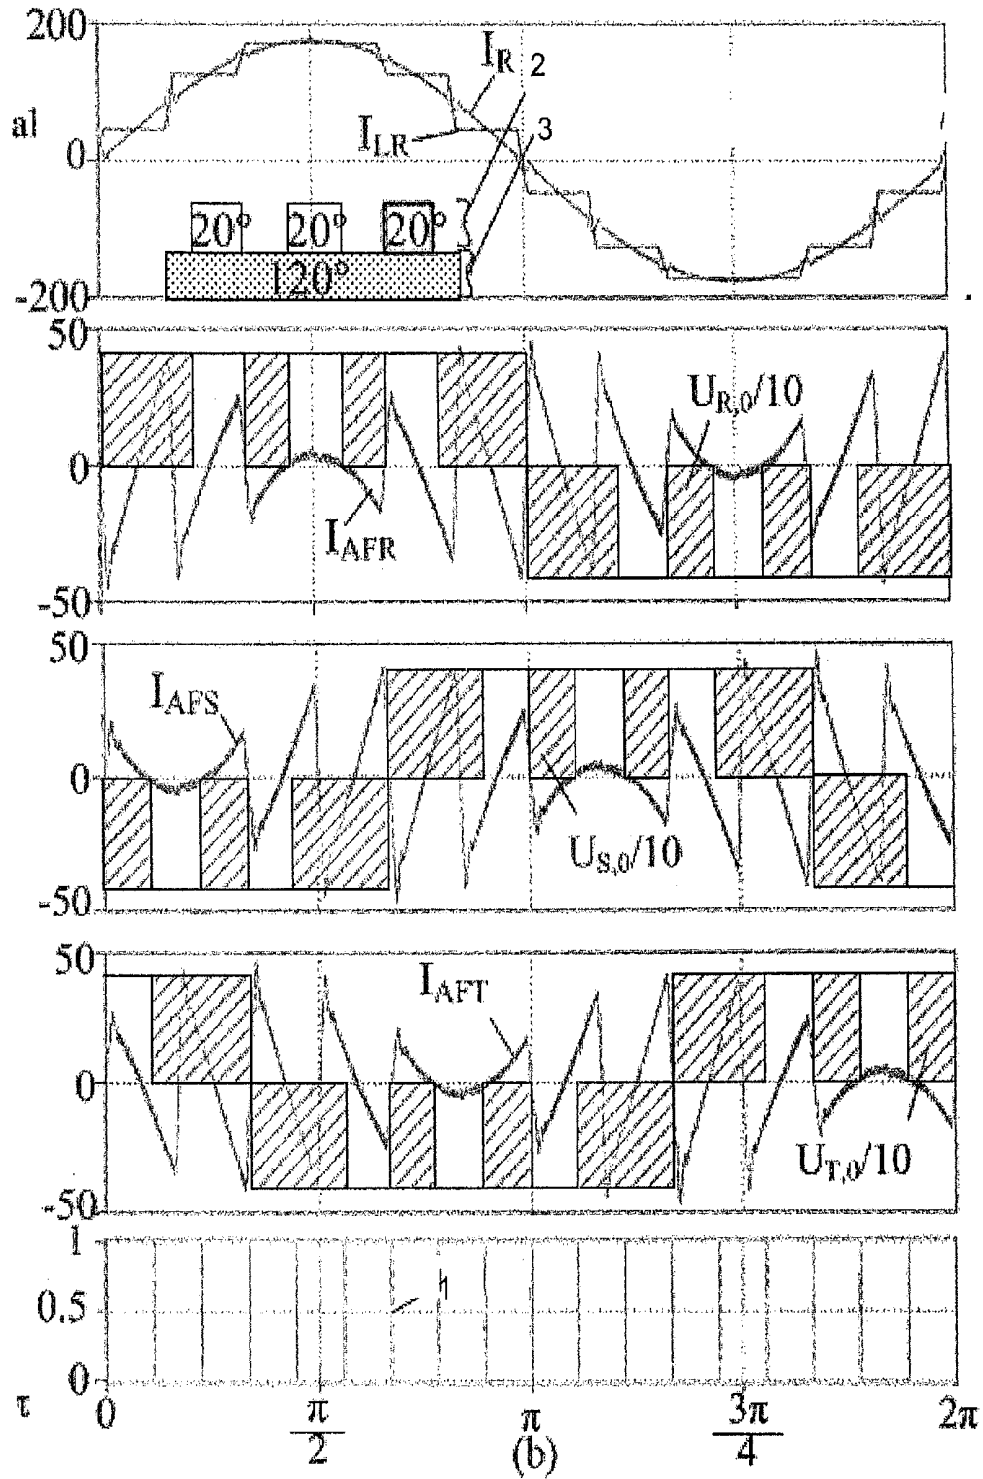 200
I_R 2
aI
I_LR 3
0
20° 20° 20°
120°
-200
50
U_R,0/10
0
I_AFR
-50
50
I_AFS
0
U_S,0/10
-50
50
I_AFT
0
U_T,0/10
-50
1
1
0.5
0
τ 0 π/2 π 3π/4 2π
(b)